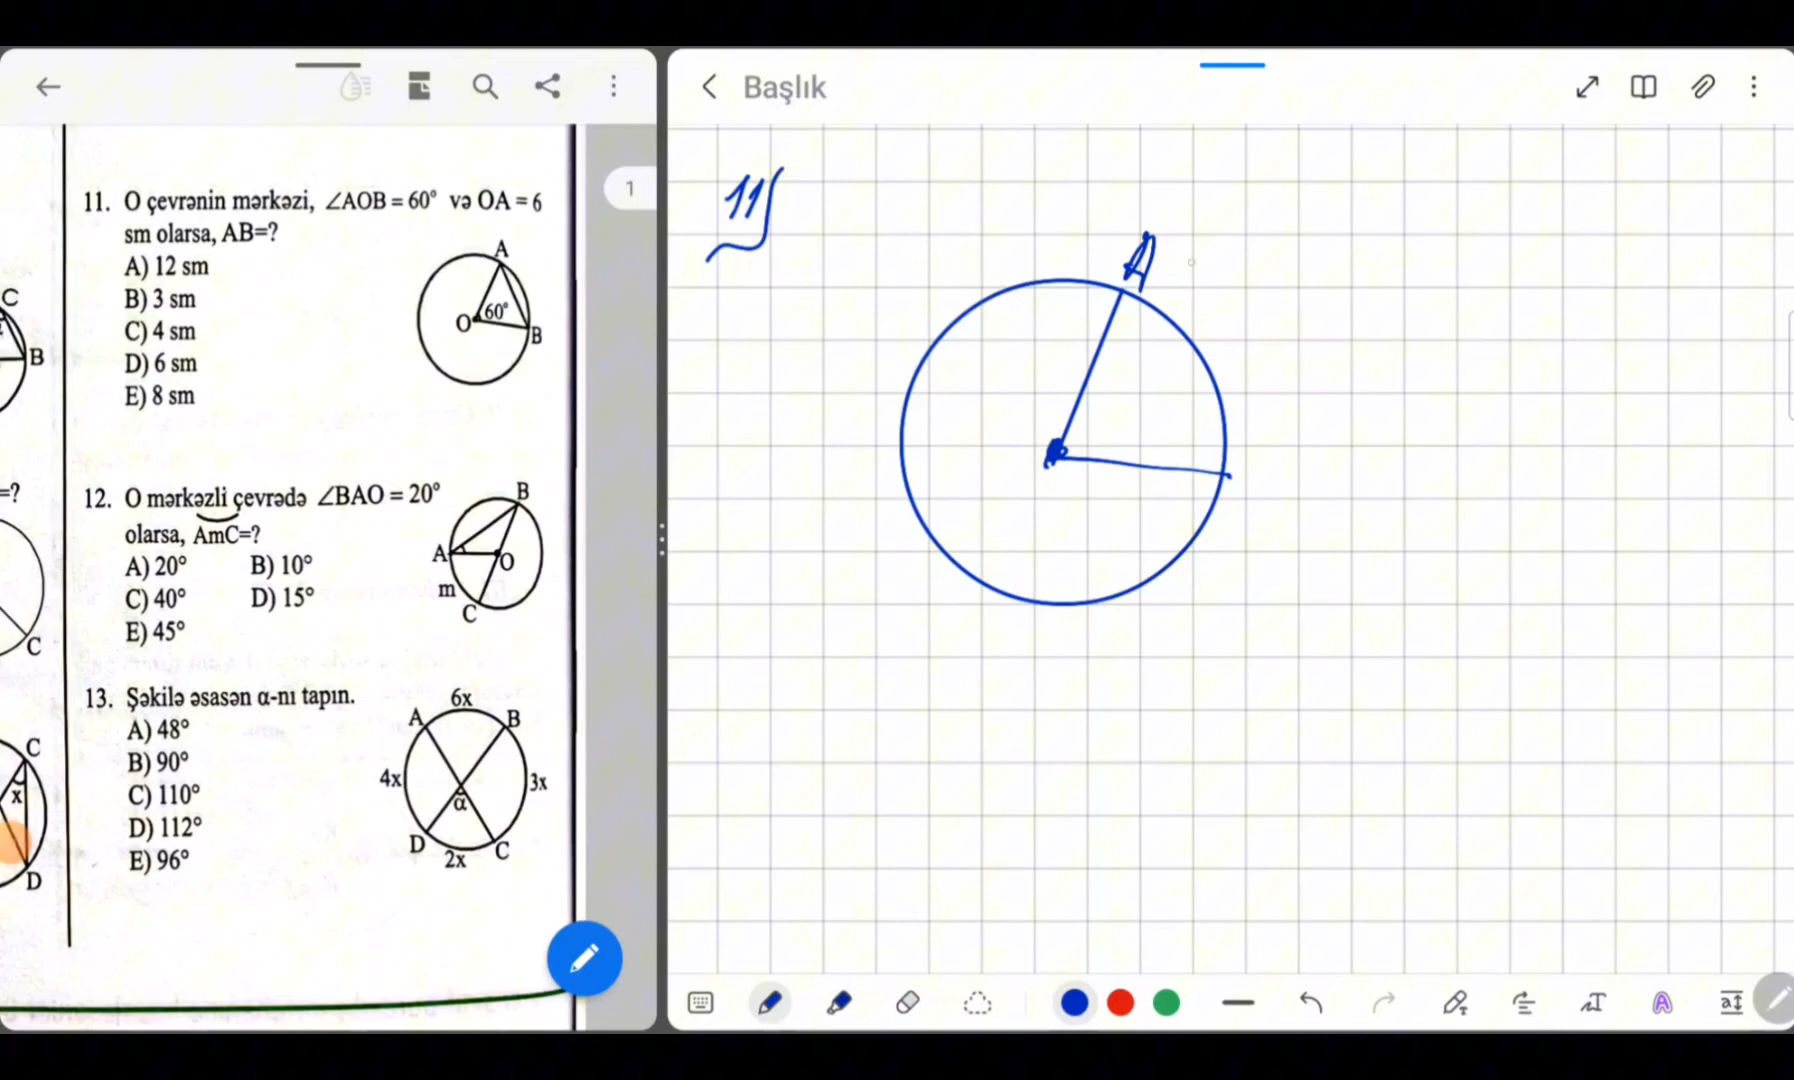 Başlık
1
11. O çevrənin mərkəzi, ∠AOB = 60° və OA = 6
sm olarsa, AB=?
A) 12 sm
B) 3 sm
C) 4 sm
D) 6 sm
E) 8 sm
A
O
60°
B
12. O mərkəzli çevrədə ∠BAO = 20°
olarsa, AmC=?
A) 20° B) 10°
C) 40° D) 15°
E) 45°
B
A
O
m
C
13. Şəkilə əsasən α-nı tapın.
A) 48°
B) 90°
C) 110°
D) 112°
E) 96°
6x
A B
4x 3x
α
D C
2x
C
B
=?
C
C
x
D
11
A